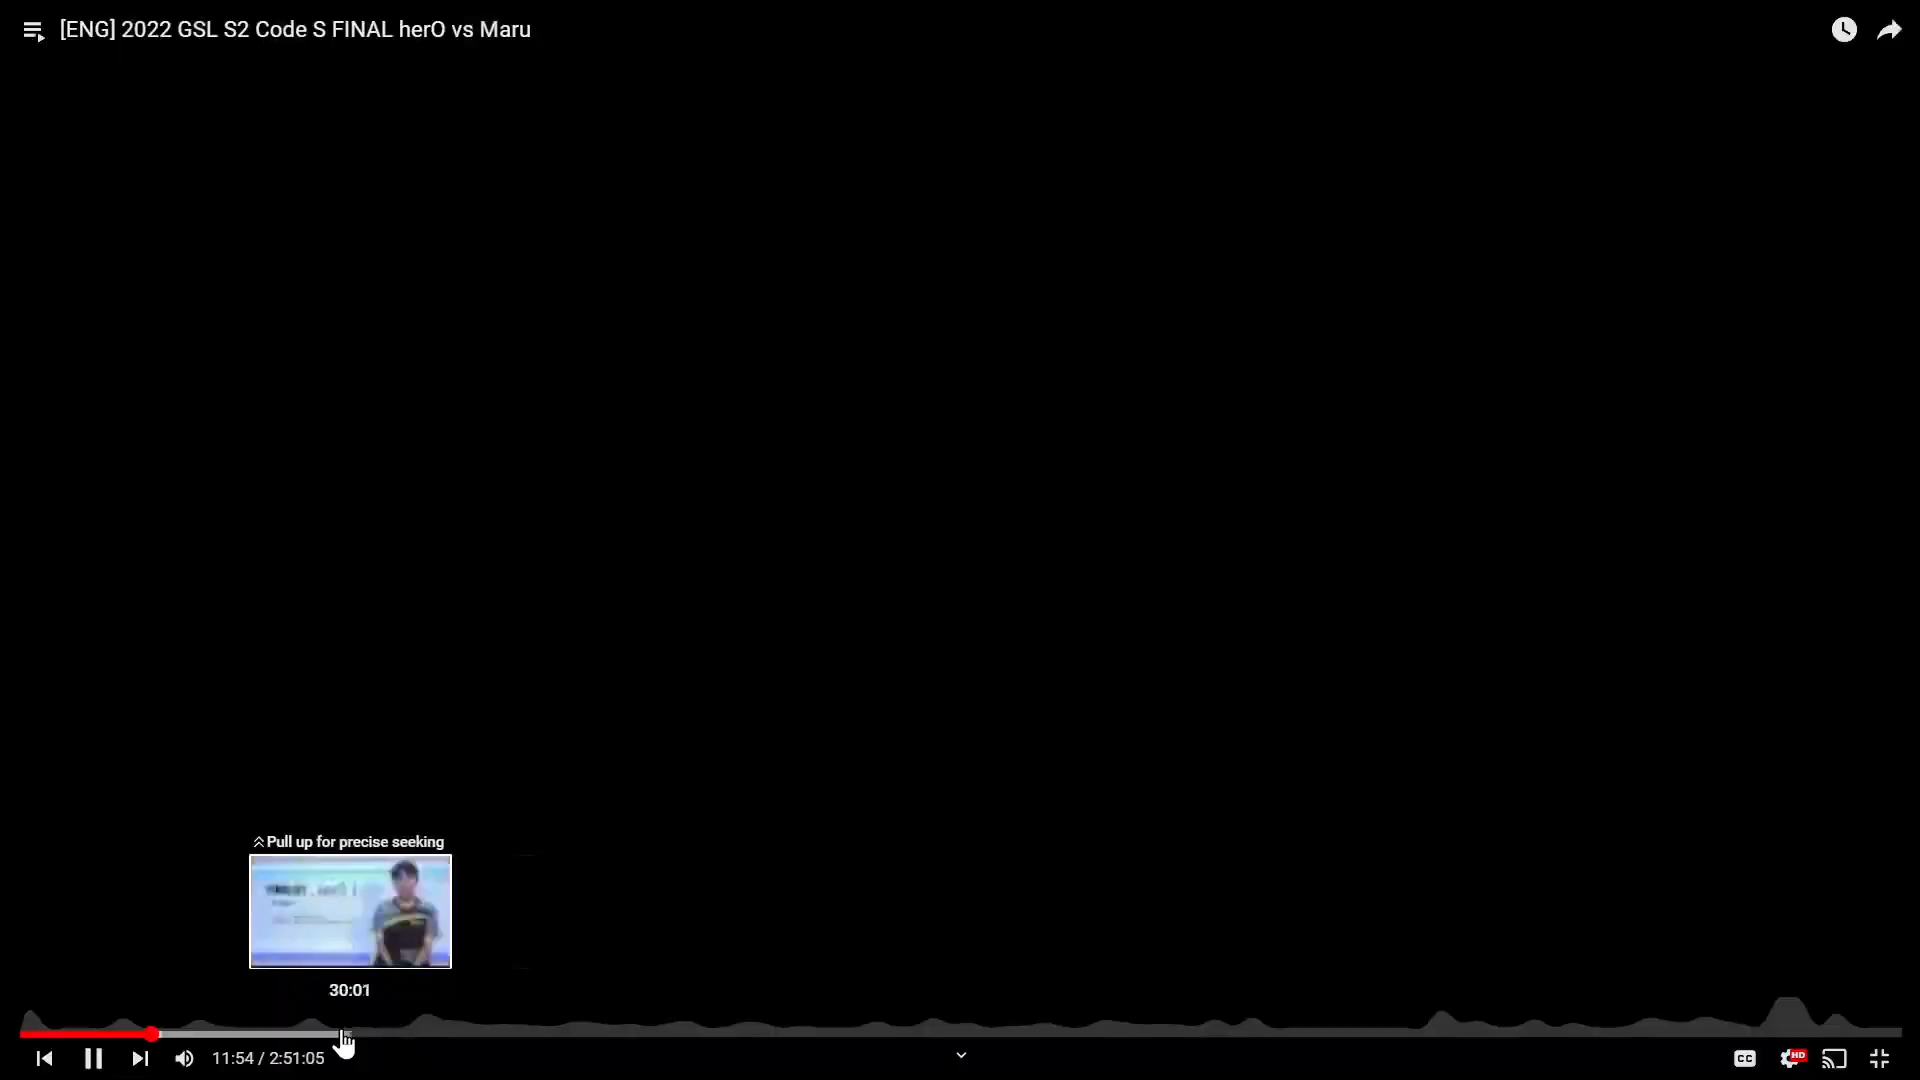 [ENG] 2022 GSL S2 Code S FINAL herO vs Maru
Pull up for precise seeking
30:01
11:54 / 2:51:05
CC
HD